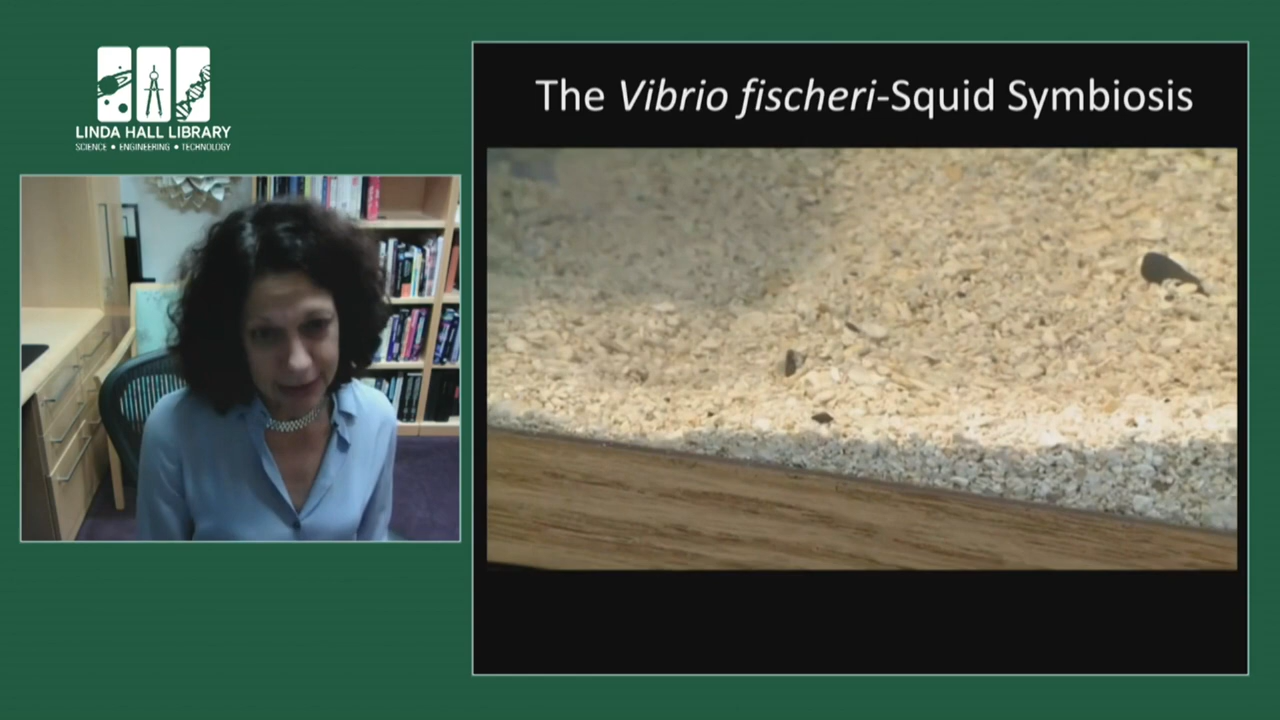 LINDA HALL LIBRARY
SCIENCE • ENGINEERING • TECHNOLOGY
The Vibrio fischeri-Squid Symbiosis